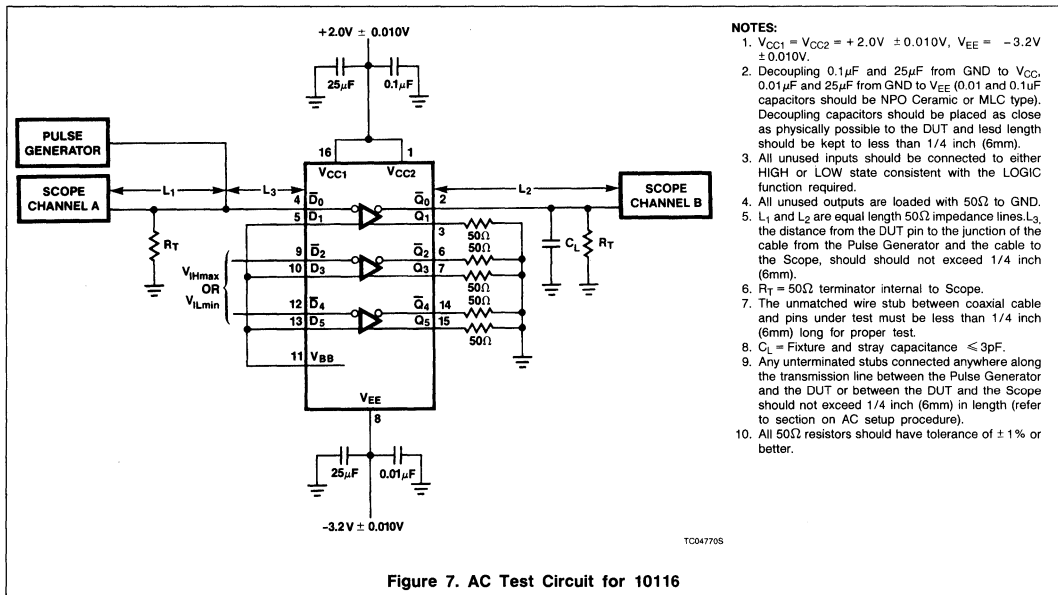 +2.0V ± 0.010V
25μF
0.1μF
PULSE
GENERATOR
SCOPE
CHANNEL A
L1
L3
RT
16
1
VCC1
VCC2
4
D̅0
Q̅0
2
L2
SCOPE
CHANNEL B
5
D1
Q1
3
50Ω
CL
RT
9
D̅2
Q̅2
6
50Ω
10
D3
Q3
7
50Ω
50Ω
VIHmax
OR
VILmin
12
D̅4
Q̅4
14
50Ω
13
D5
Q5
15
50Ω
11
VBB
VEE
8
25μF
0.01μF
-3.2V ± 0.010V
TC04770S
NOTES:
1. VCC1 = VCC2 = +2.0V ±0.010V, VEE = -3.2V
±0.010V.
2. Decoupling 0.1μF and 25μF from GND to VCC,
0.01μF and 25μF from GND to VEE (0.01 and 0.1uF
capacitors should be NPO Ceramic or MLC type).
Decoupling capacitors should be placed as close
as physically possible to the DUT and lesd length
should be kept to less than 1/4 inch (6mm).
3. All unused inputs should be connected to either
HIGH or LOW state consistent with the LOGIC
function required.
4. All unused outputs are loaded with 50Ω to GND.
5. L1 and L2 are equal length 50Ω impedance lines.L3,
the distance from the DUT pin to the junction of the
cable from the Pulse Generator and the cable to
the Scope, should should not exceed 1/4 inch
(6mm).
6. RT = 50Ω terminator internal to Scope.
7. The unmatched wire stub between coaxial cable
and pins under test must be less than 1/4 inch
(6mm) long for proper test.
8. CL = Fixture and stray capacitance ≤ 3pF.
9. Any unterminated stubs connected anywhere along
the transmission line between the Pulse Generator
and the DUT or between the DUT and the Scope
should not exceed 1/4 inch (6mm) in length (refer
to section on AC setup procedure).
10. All 50Ω resistors should have tolerance of ±1% or
better.
Figure 7. AC Test Circuit for 10116